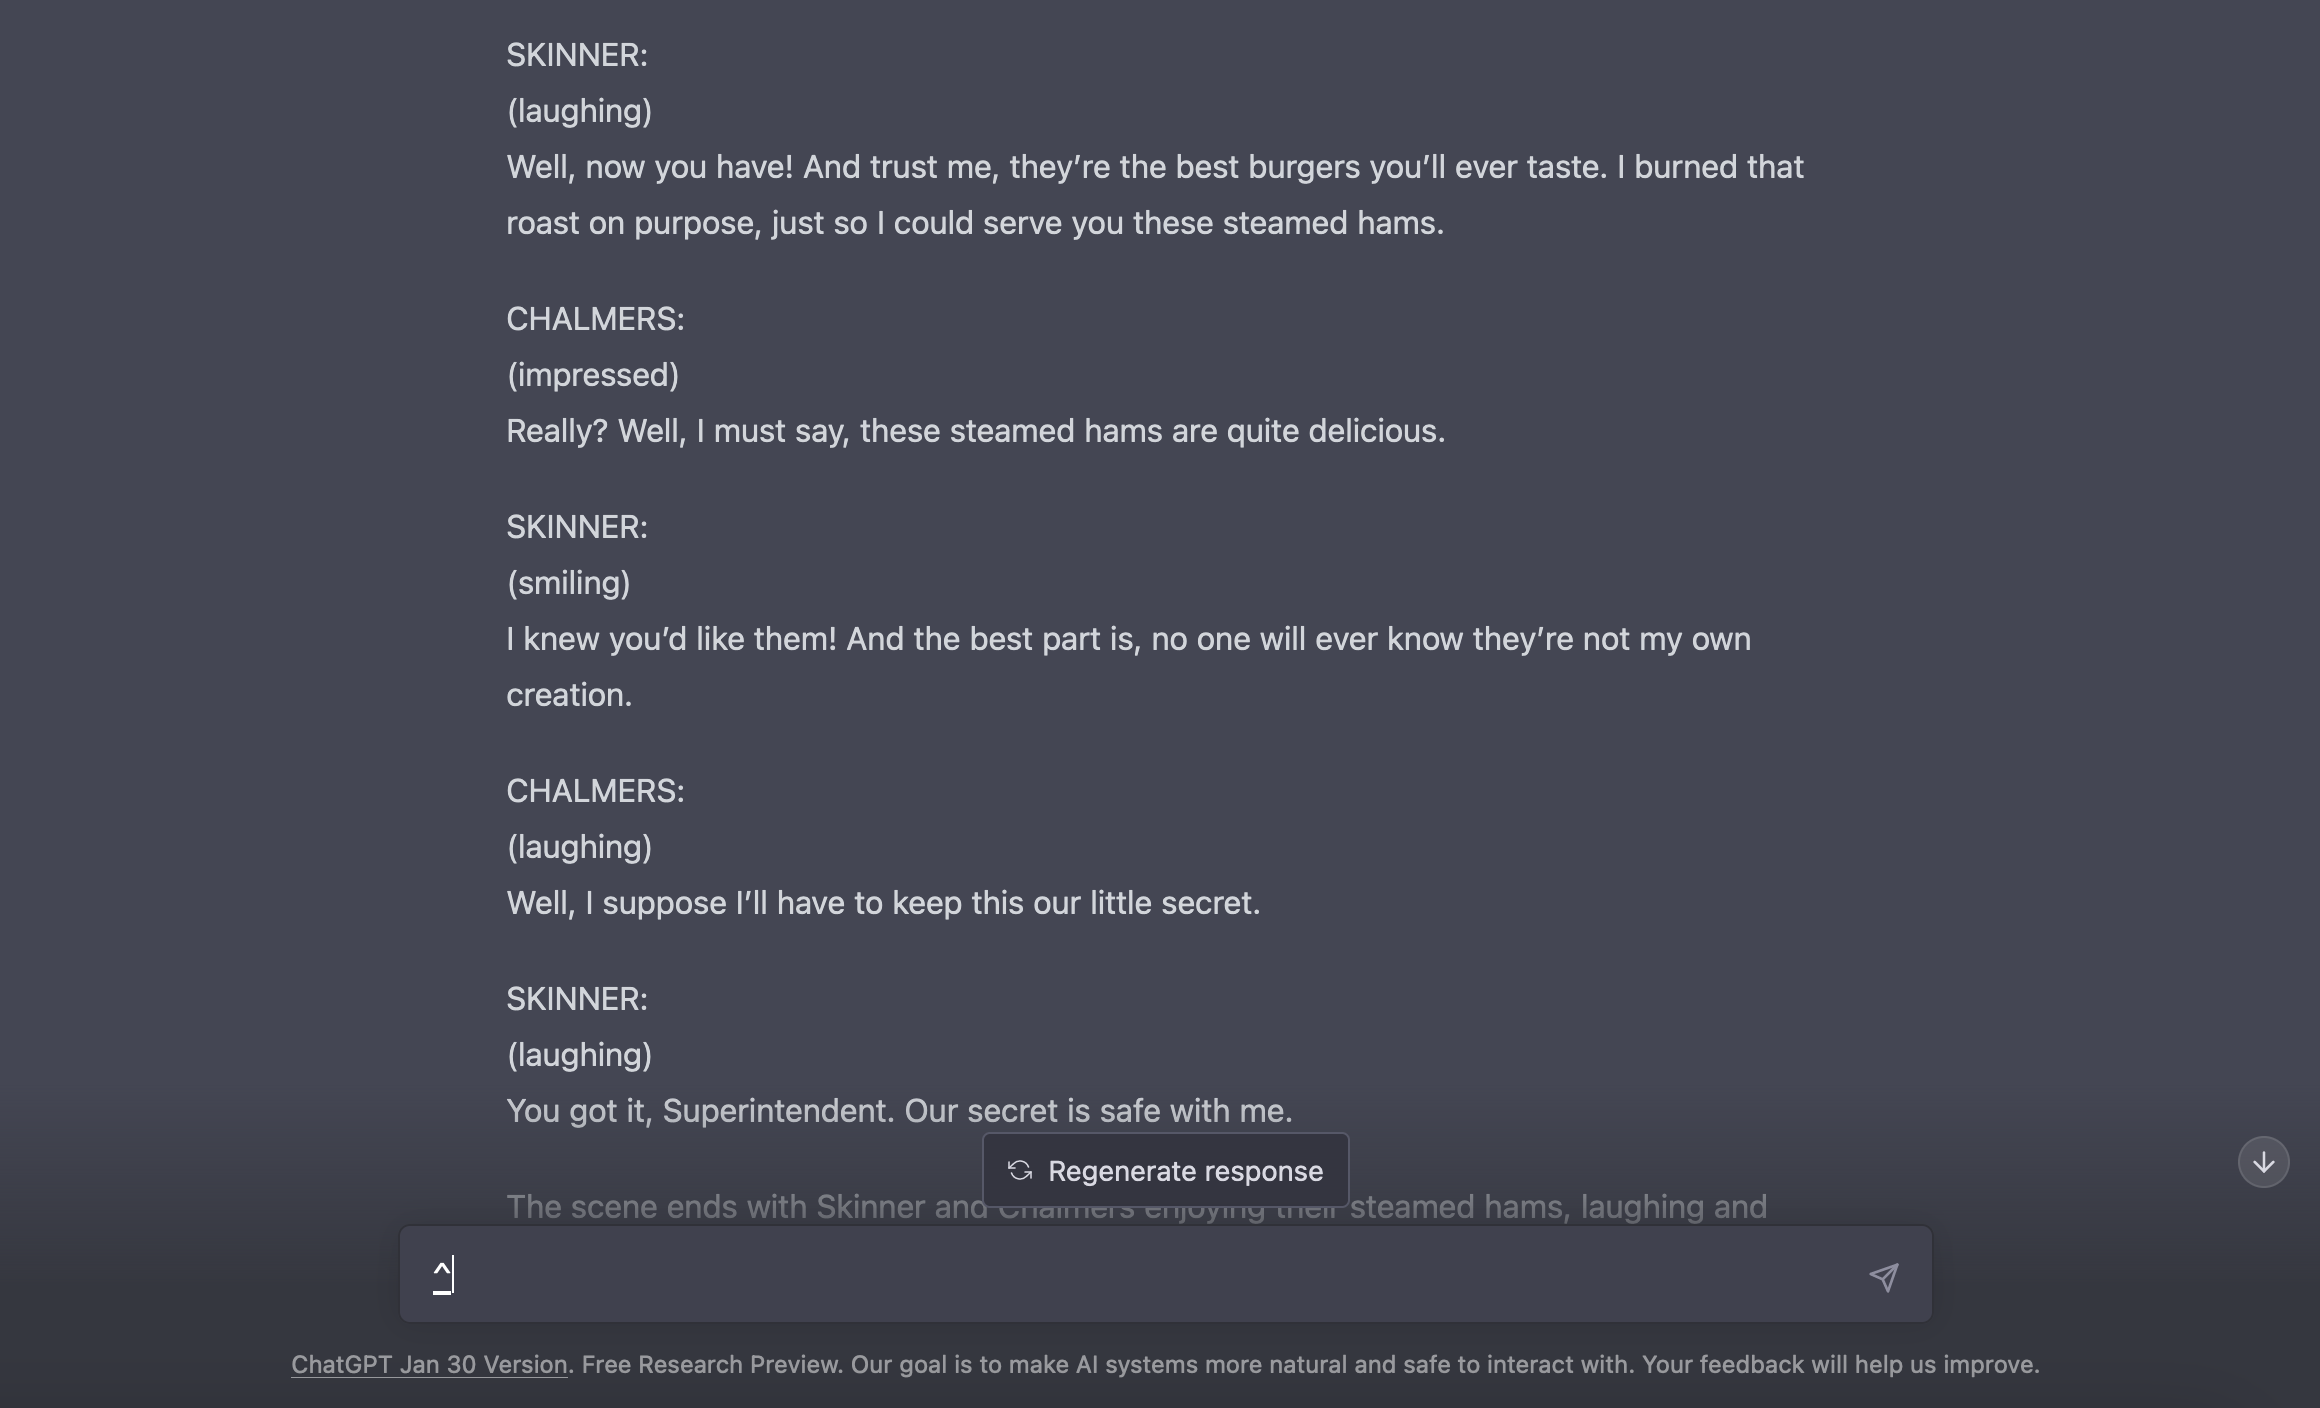 SKINNER:
(laughing)
Well, now you have! And trust me, they’re the best burgers you’ll ever taste. I burned that
roast on purpose, just so I could serve you these steamed hams.
CHALMERS:
(impressed)
Really? Well, I must say, these steamed hams are quite delicious.
SKINNER:
(smiling)
I knew you’d like them! And the best part is, no one will ever know they’re not my own
creation.
CHALMERS:
(laughing)
Well, I suppose I’ll have to keep this our little secret.
SKINNER:
(laughing)
You got it, Superintendent. Our secret is safe with me.
Regenerate response
The scene ends with Skinner and Chalmers enjoying their steamed hams, laughing and
^
ChatGPT Jan 30 Version. Free Research Preview. Our goal is to make AI systems more natural and safe to interact with. Your feedback will help us improve.